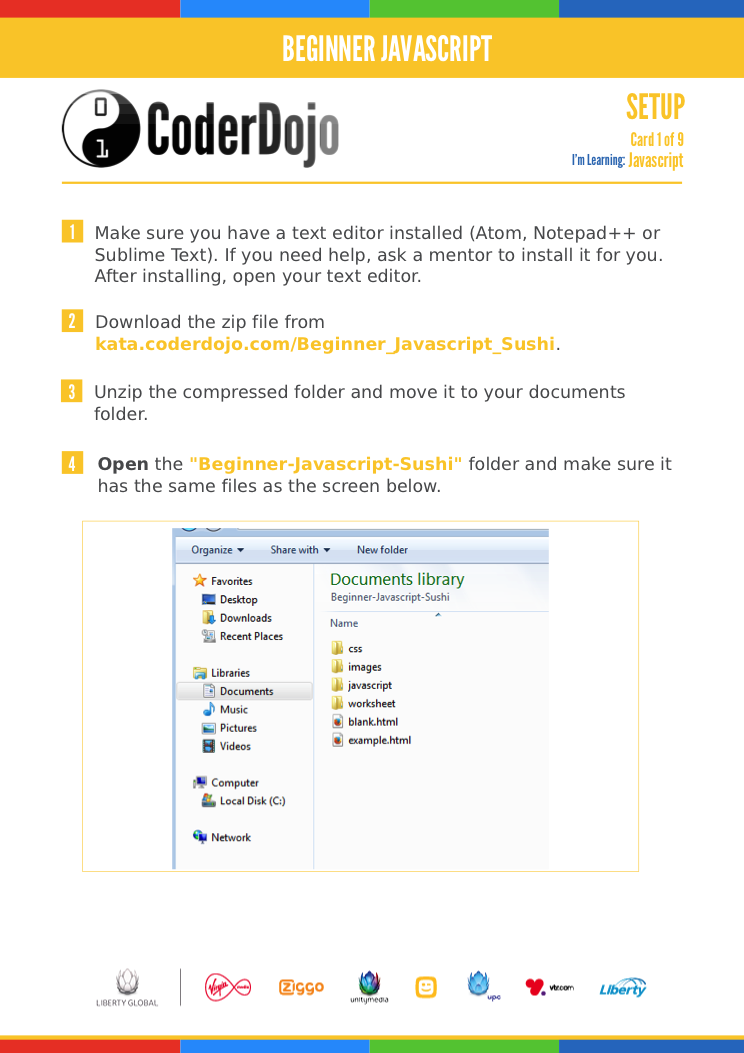 BEGINNER JAVASCRIPT
0
1
CoderDojo
SETUP
Card 1 of 9
I'm Learning: Javascript
1 Make sure you have a text editor installed (Atom, Notepad++ or
Sublime Text). If you need help, ask a mentor to install it for you.
After installing, open your text editor.
2 Download the zip file from
kata.coderdojo.com/Beginner_Javascript_Sushi.
3 Unzip the compressed folder and move it to your documents
folder.
4 Open the "Beginner-Javascript-Sushi" folder and make sure it
has the same files as the screen below.
Organize Share with New folder
Favorites
Desktop
Downloads
Recent Places
Libraries
Documents
Music
Pictures
Videos
Computer
Local Disk (C:)
Network
Documents library
Beginner-Javascript-Sushi
Name
css
images
javascript
worksheet
blank.html
example.html
LIBERTY GLOBAL
Virgin media
Ziggo
unitymedia
upc
vtr.com
Liberty